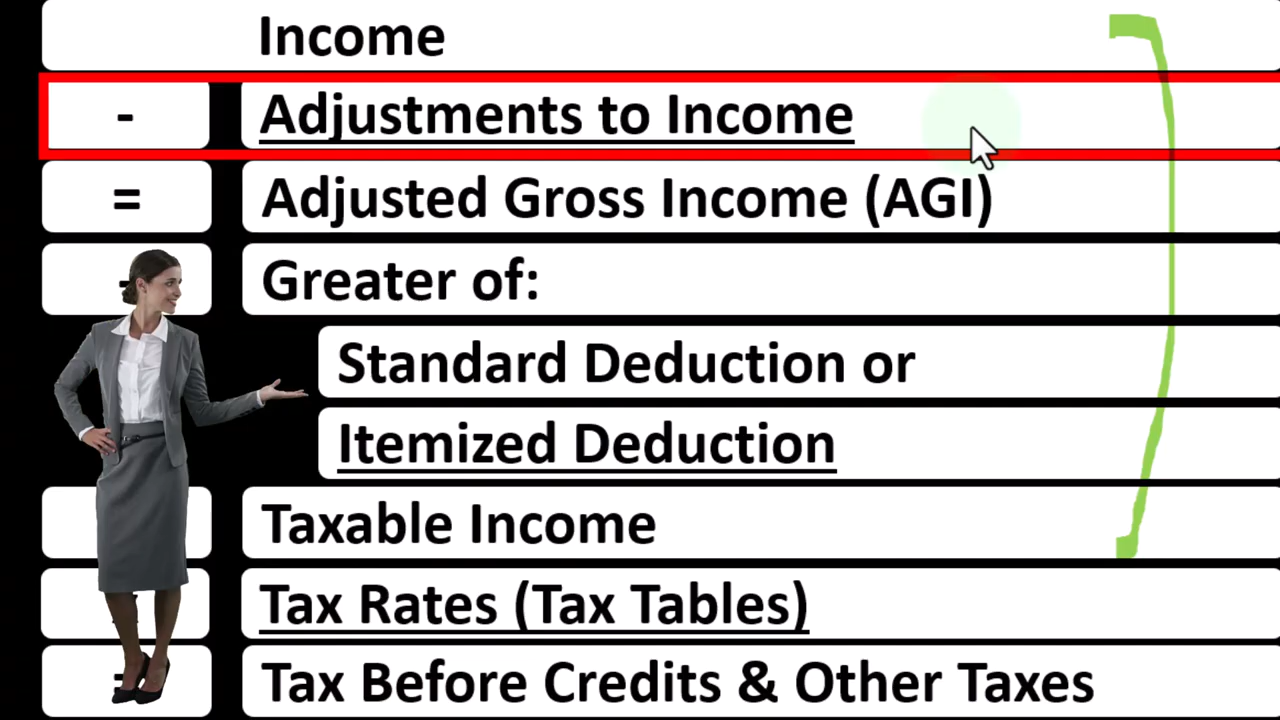 Income
- Adjustments to Income
= Adjusted Gross Income (AGI)
Greater of:
Standard Deduction or
Itemized Deduction
Taxable Income
Tax Rates (Tax Tables)
Tax Before Credits & Other Taxes